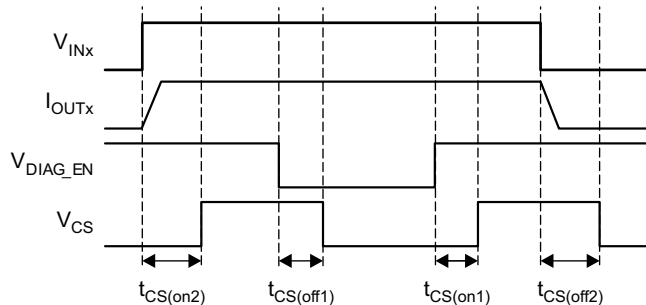 V_INx
I_OUTx
V_DIAG_EN
V_CS
t_CS(on2) t_CS(off1) t_CS(on1) t_CS(off2)